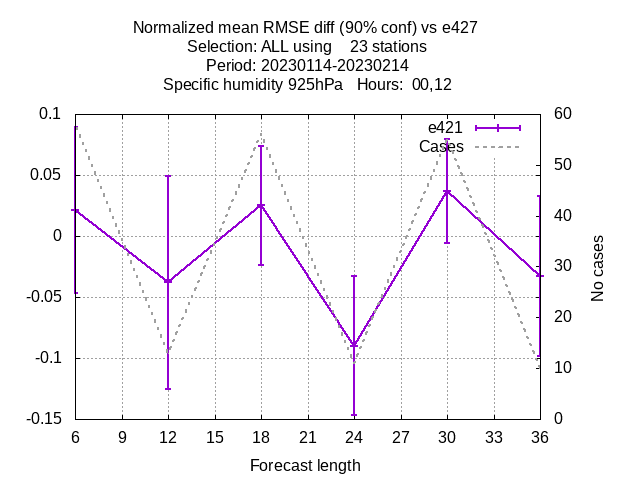 Normalized mean RMSE diff (90% conf) vs e427
Selection: ALL using    23 stations
Period: 20230114-20230214
Specific humidity 925hPa   Hours:  00,12
0.1
0.05
0
-0.05
-0.1
-0.15
60
50
40
30
20
10
0
e421
Cases
No cases
6 9 12 15 18 21 24 27 30 33 36
Forecast length